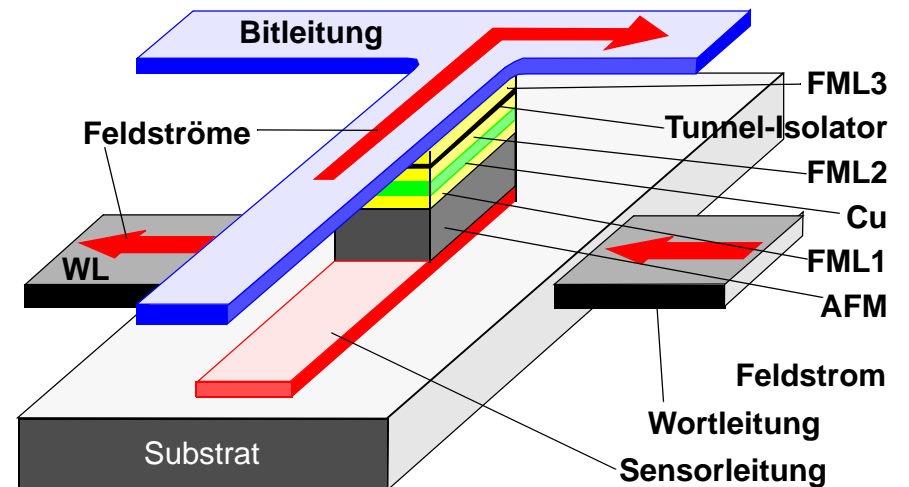 Bitleitung
FML3
Feldströme
Tunnel-Isolator
FML2
Cu
WL
FML1
AFM
Feldstrom
Wortleitung
Substrat
Sensorleitung